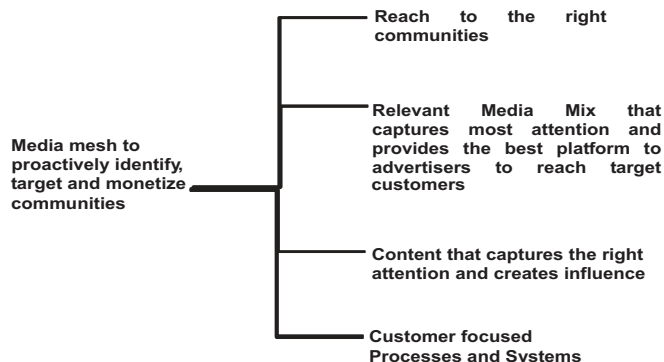 Reach to the right
communities
Relevant Media Mix that
captures most attention and
provides the best platform to
advertisers to reach target
customers
Media mesh to
proactively identify,
target and monetize
communities
Content that captures the right
attention and creates influence
Customer focused
Processes and Systems